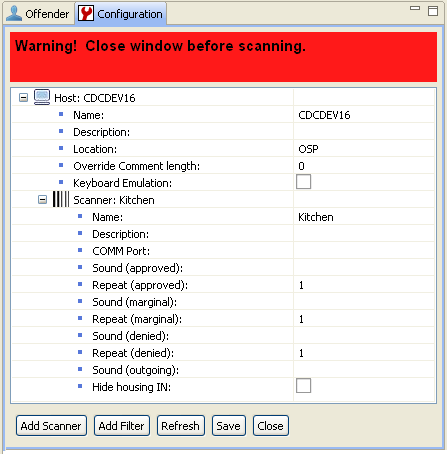 Offender Configuration
Warning! Close window before scanning.
Host: CDCDEV16
Name: CDCDEV16
Description:
Location: OSP
Override Comment length: 0
Keyboard Emulation:
Scanner: Kitchen
Name: Kitchen
Description:
COMM Port:
Sound (approved):
Repeat (approved): 1
Sound (marginal):
Repeat (marginal): 1
Sound (denied):
Repeat (denied): 1
Sound (outgoing):
Hide housing IN:
Add Scanner Add Filter Refresh Save Close